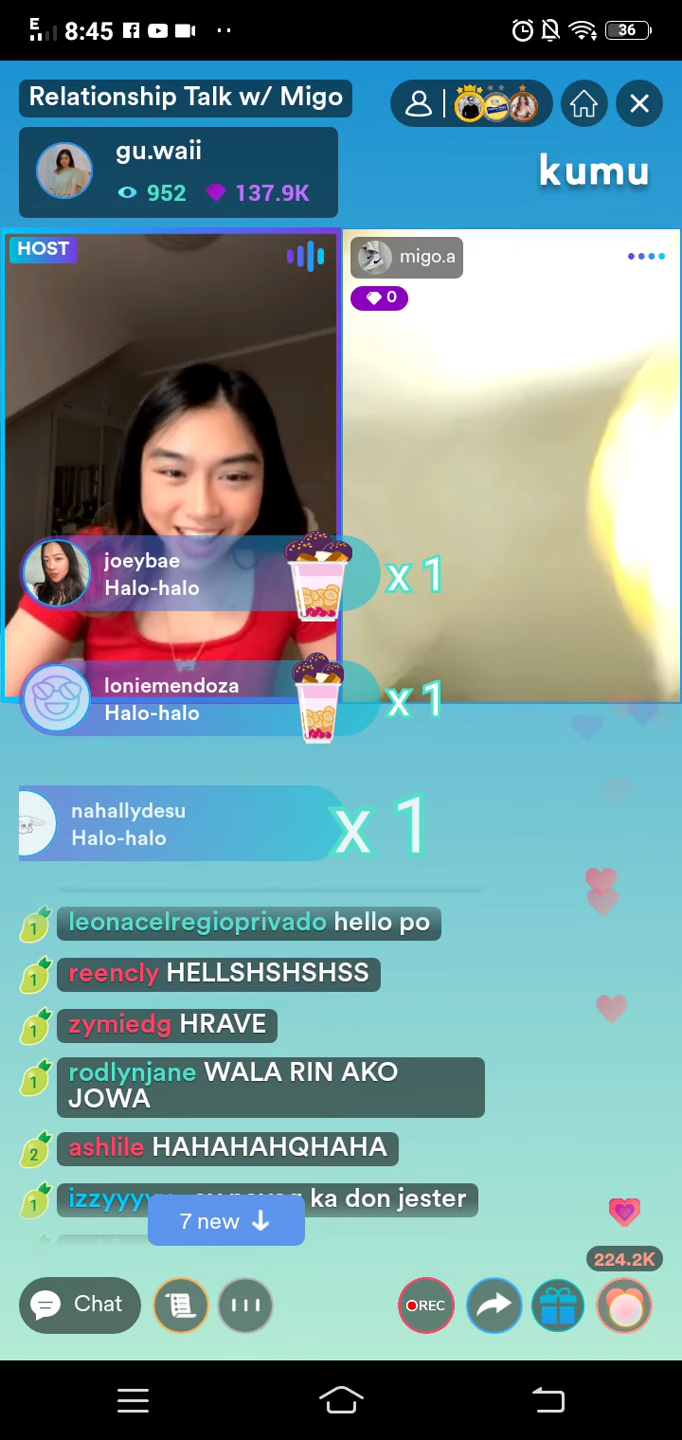 E 8:45 36
Relationship Talk w/ Migo
gu.waii
952 137.9K
kumu
HOST
migo.a
0
joeybae
Halo-halo
x 1
loniemendoza
Halo-halo
x 1
nahallydesu
Halo-halo
x 1
1 leonacelregioprivado hello po
1 reencly HELLSHSHSHSS
1 zymiedg HRAVE
1 rodlynjane WALA RIN AKO
JOWA
2 ashlile HAHAHAHQHAHA
1 ka don jester
7 new
224.2K
Chat
REC